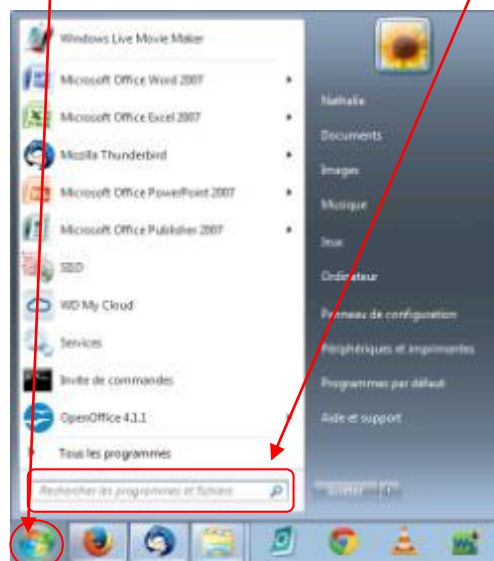 Windows Live Movie Maker
Microsoft Office Word 2007
Microsoft Office Excel 2007
Mozilla Thunderbird
Microsoft Office PowerPoint 2007
Microsoft Office Publisher 2007
WD My Cloud
Services
Invite de commandes
OpenOffice 4.1.1
Tous les programmes
Rechercher les programmes et fichiers
Nathalie
Documents
Images
Musique
Jeux
Ordinateur
Panneau de configuration
Périphériques et imprimantes
Programmes par défaut
Aide et support